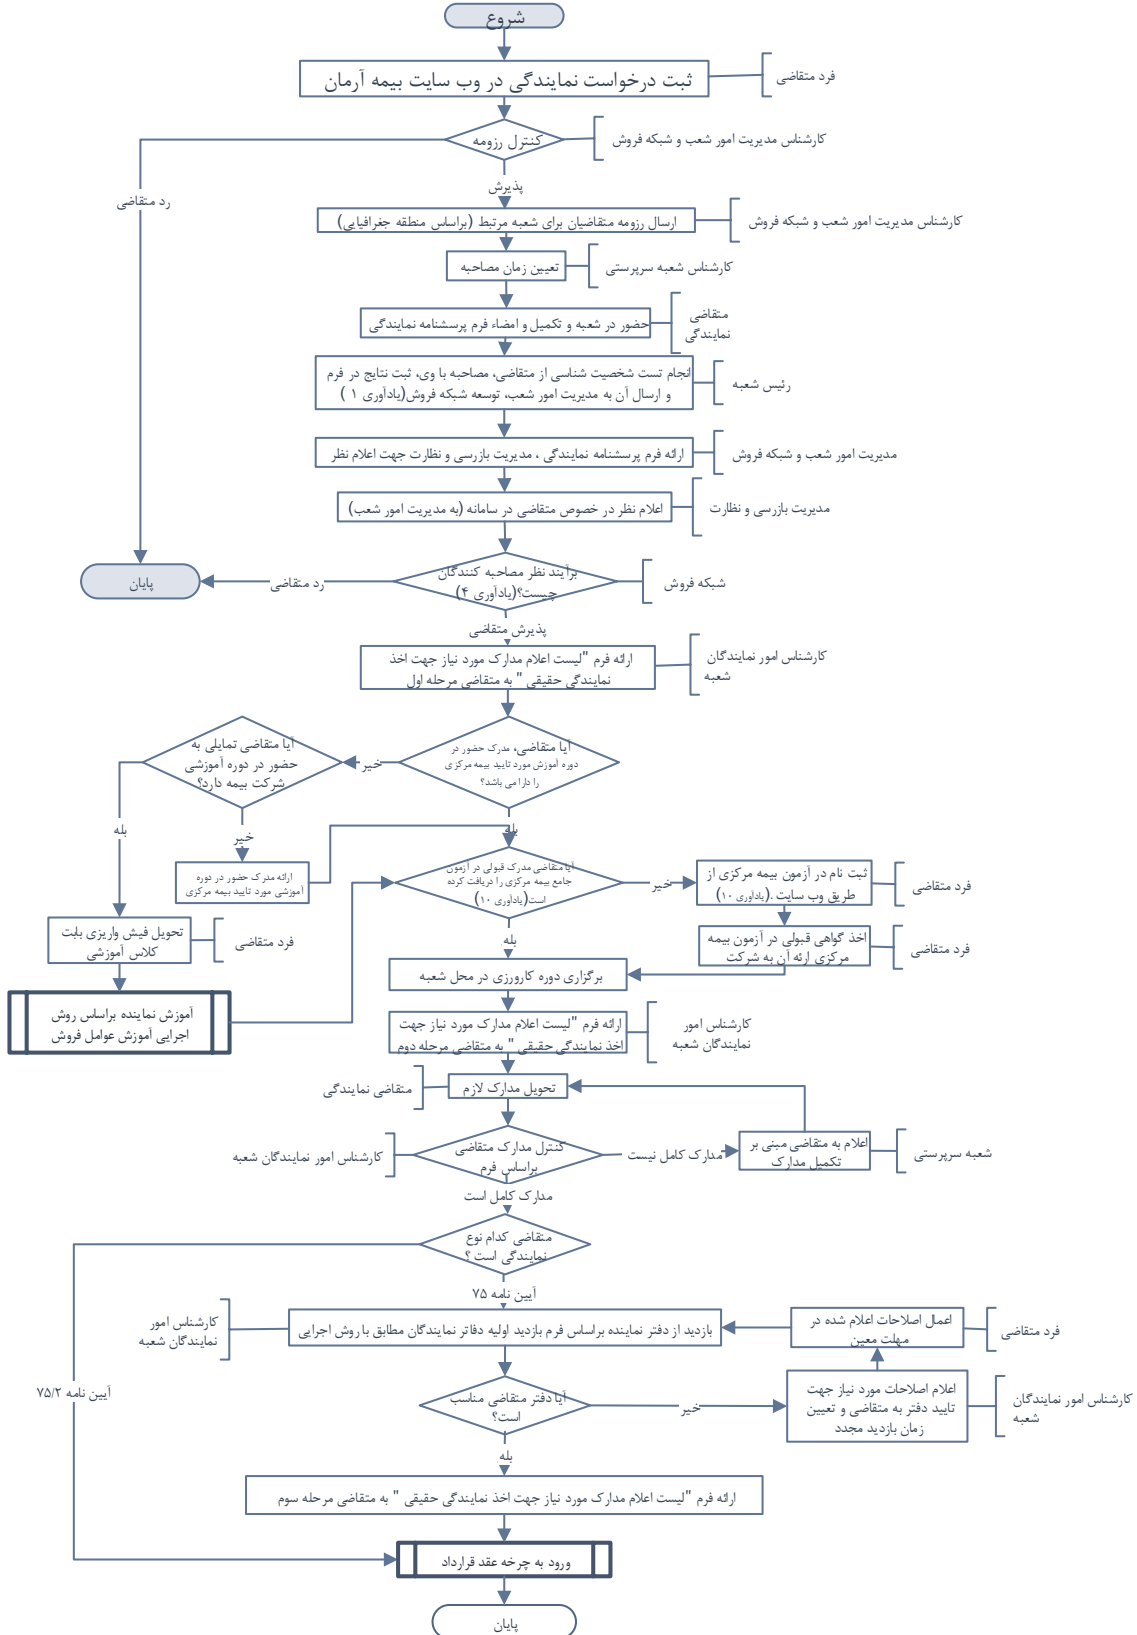 شروع
ثبت درخواست نمایندگی در وب سایت بیمه آرمان
فرد متقاضی
کنترل رزومه
کارشناس مدیریت امور شعب و شبکه فروش
رد متقاضی
پذیرش
ارسال رزومه متقاضیان برای شعبه مرتبط (براساس منطقه جغرافیایی)
کارشناس مدیریت امور شعب و شبکه فروش
تعیین زمان مصاحبه
کارشناس شعبه سرپرستی
حضور در شعبه و تکمیل و امضاء فرم پرسشنامه نمایندگی
متقاضی
نمایندگی
انجام تست شخصیت شناسی از متقاضی، مصاحبه با وی، ثبت نتایج در فرم
و ارسال آن به مدیریت امور شعب، توسعه شبکه فروش(یادآوری ۱ )
رئیس شعبه
ارائه فرم پرسشنامه نمایندگی ، مدیریت بازرسی و نظارت جهت اعلام نظر
مدیریت امور شعب و شبکه فروش
اعلام نظر در خصوص متقاضی در سامانه (به مدیریت امور شعب)
مدیریت بازرسی و نظارت
برآیند نظر مصاحبه کنندگان
چیست؟(یادآوری ۴)
شبکه فروش
رد متقاضی
پایان
پذیرش متقاضی
ارائه فرم "لیست اعلام مدارک مورد نیاز جهت اخذ
نمایندگی حقیقی " به متقاضی مرحله اول
کارشناس امور نمایندگان
شعبه
آیا متقاضی، مدرک حضور در
دوره آموزش مورد تایید بیمه مرکزی
را دارا می باشد؟
خیر
آیا متقاضی تمایلی به
حضور در دوره آموزشی
شرکت بیمه دارد؟
بله
خیر
بله
ارائه مدرک حضور در دوره
آموزشی مورد تایید بیمه مرکزی
آیا متقاضی مدرک قبولی در آزمون
جامع بیمه مرکزی را دریافت کرده
است(یادآوری ۱۰)
خیر
ثبت نام در آزمون بیمه مرکزی از
طریق وب سایت .(یادآوری ۱۰)
فرد متقاضی
تحویل فیش واریزی بابت
کلاس آموزشی
فرد متقاضی
بله
اخذ گواهی قبولی در آزمون بیمه
مرکزی ارئه آن به شرکت
فرد متقاضی
برگزاری دوره کارورزی در محل شعبه
آموزش نماینده براساس روش
اجرایی آموزش عوامل فروش
ارائه فرم "لیست اعلام مدارک مورد نیاز جهت
اخذ نمایندگی حقیقی " به متقاضی مرحله دوم
کارشناس امور
نمایندگان شعبه
تحویل مدارک لازم
متقاضی نمایندگی
کنترل مدارک متقاضی
براساس فرم
کارشناس امور نمایندگان شعبه
مدارک کامل نیست
اعلام به متقاضی مبنی بر
تکمیل مدارک
شعبه سرپرستی
مدارک کامل است
متقاضی کدام نوع
نمایندگی است ؟
آیین نامه ۷۵
بازدید از دفتر نماینده براساس فرم بازدید اولیه دفاتر نمایندگان مطابق با روش اجرایی
کارشناس امور
نمایندگان شعبه
اعمال اصلاحات اعلام شده در
مهلت معین
فرد متقاضی
آیین نامه ۷۵/۲
آیا دفتر متقاضی مناسب
است؟
خیر
اعلام اصلاحات مورد نیاز جهت
تایید دفتر به متقاضی و تعیین
زمان بازدید مجدد
کارشناس امور نمایندگان
شعبه
بله
ارائه فرم "لیست اعلام مدارک مورد نیاز جهت اخذ نمایندگی حقیقی " به متقاضی مرحله سوم
ورود به چرخه عقد قرارداد
پایان